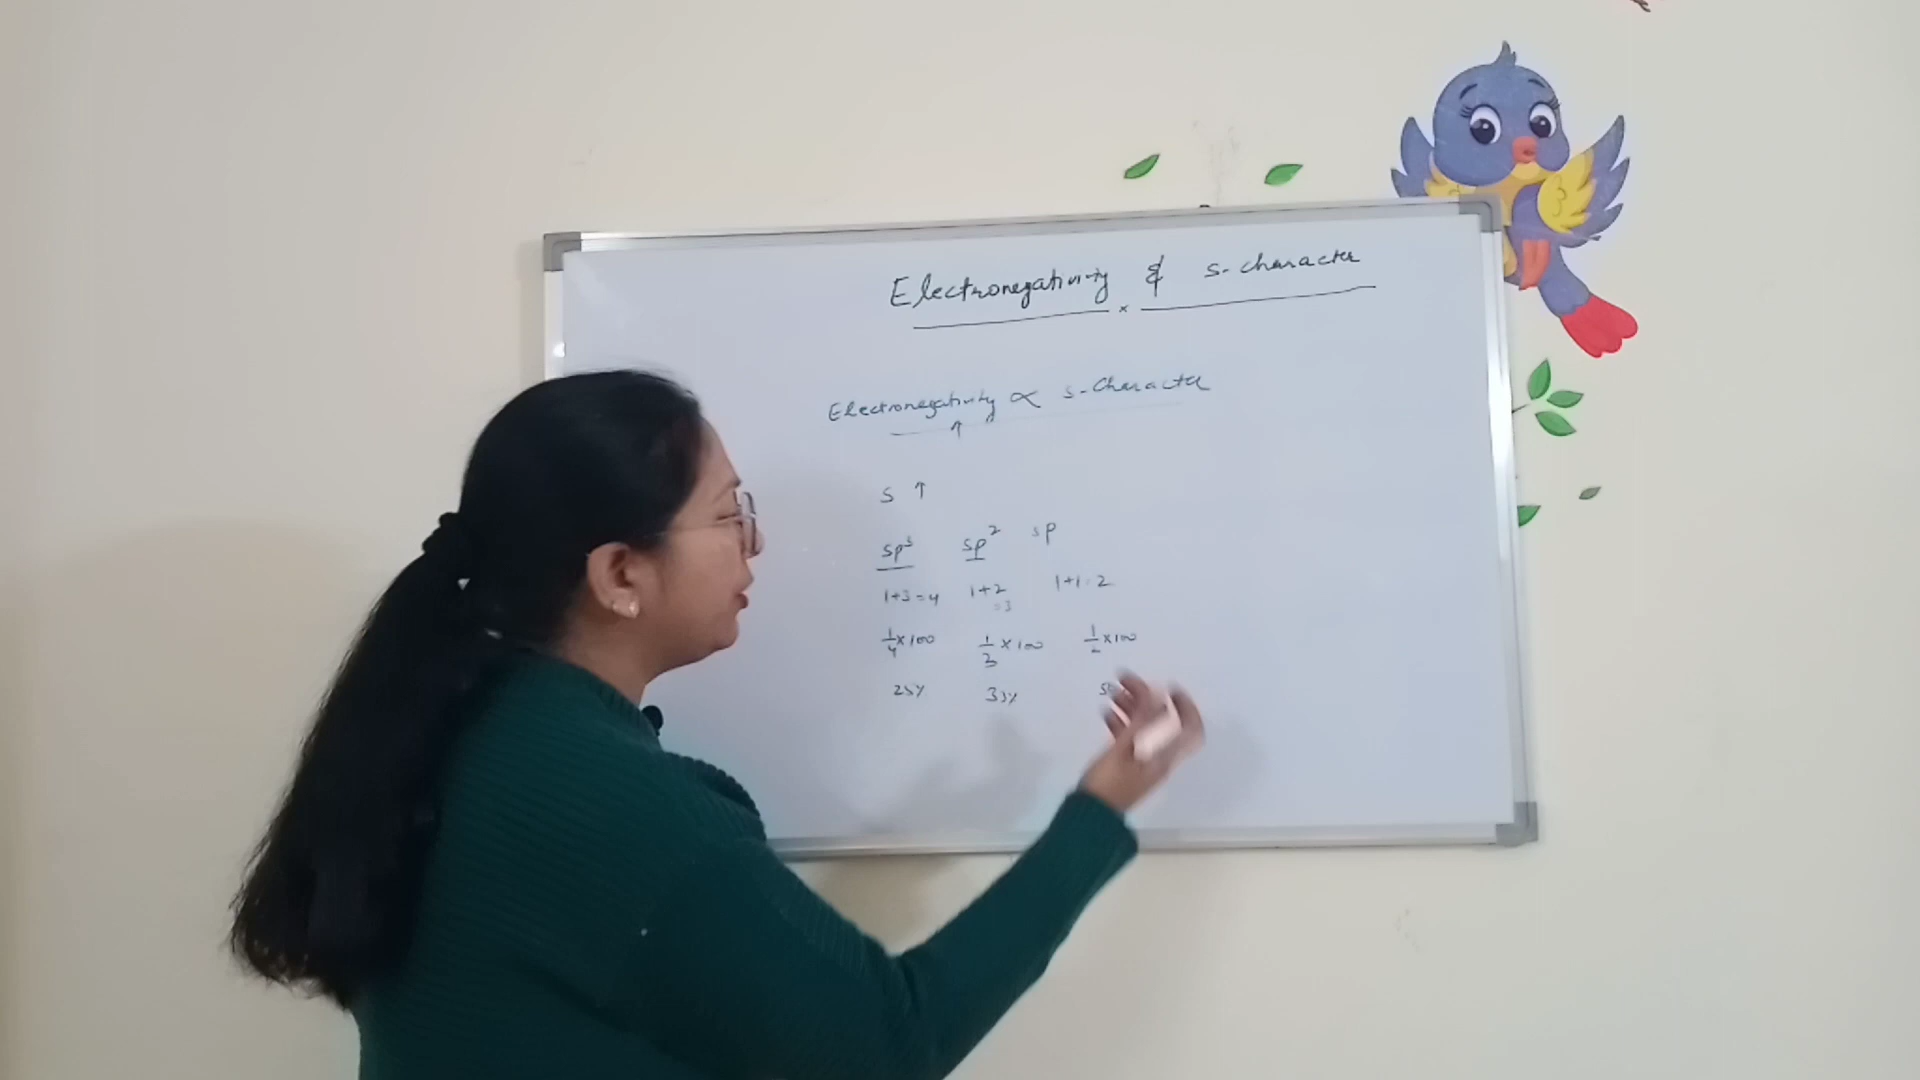 Electronegativity & s-character
Electronegativity ∝ s-Character
↑
S ↑
sp³ sp² sp
1+3=4 1+2=3 1+1=2
1/4×100 1/3×100 1/2×100
25% 33%